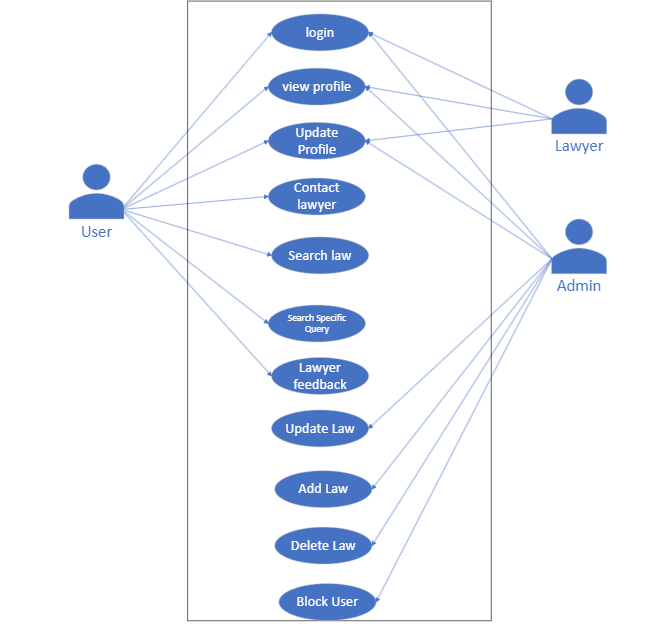 login
view profile
Update
Profile
Contact
lawyer
Search law
Search Specific
Query
Lawyer
feedback
Update Law
Add Law
Delete Law
Block User
User
Lawyer
Admin